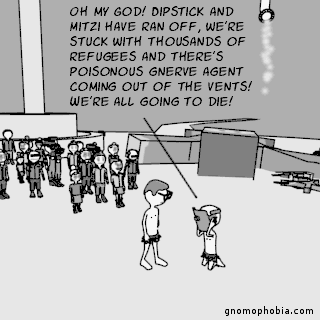 OH MY GOD! DIPSTICK AND
MITZI HAVE RAN OFF, WE'RE
STUCK WITH THOUSANDS OF
REFUGEES AND THERE'S
POISONOUS GNERVE AGENT
COMING OUT OF THE VENTS!
WE'RE ALL GOING TO DIE!
gnomophobia.com